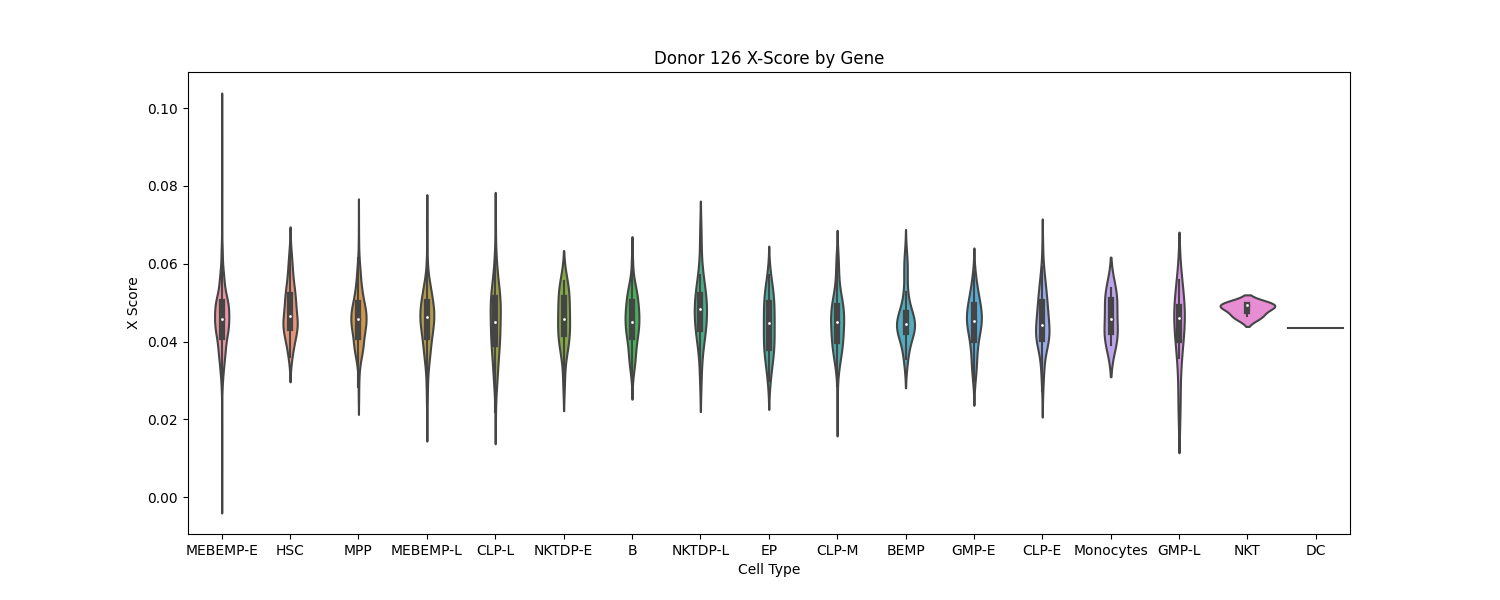 Donor 126 X-Score by Gene
0.10
0.08
0.06
0.04
0.02
0.00
X Score
MEBEMP-E HSC MPP MEBEMP-L CLP-L NKTDP-E B NKTDP-L EP CLP-M BEMP GMP-E CLP-E Monocytes GMP-L NKT DC
Cell Type